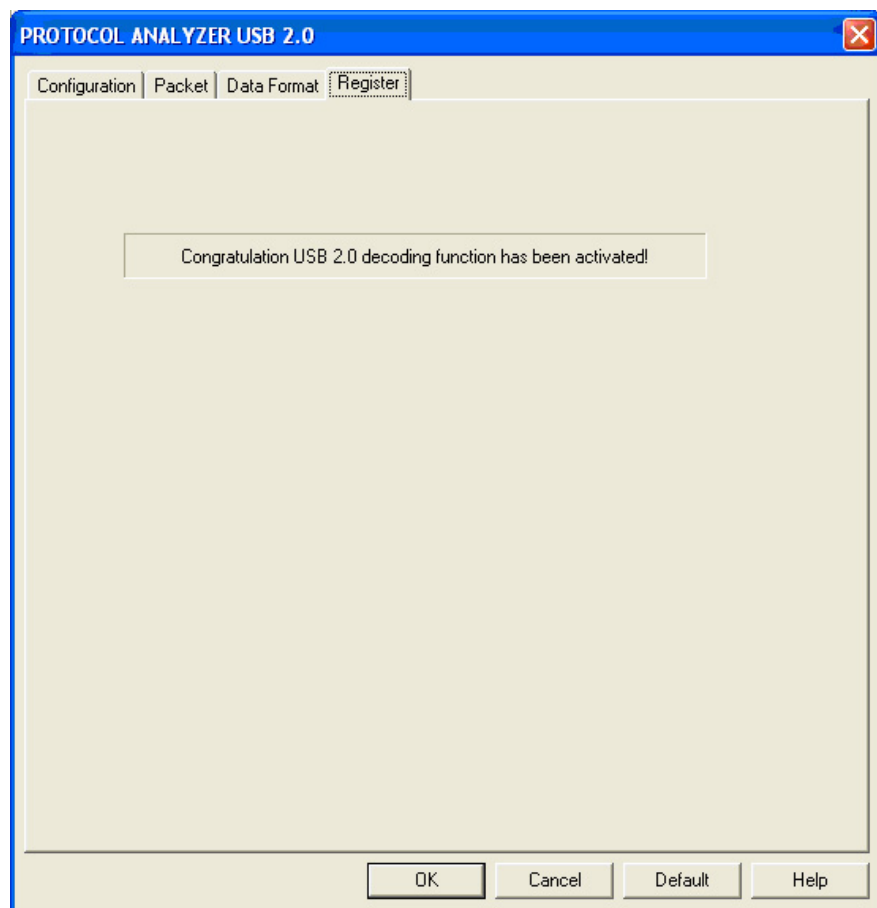 PROTOCOL ANALYZER USB 2.0
Configuration Packet Data Format Register
Congratulation USB 2.0 decoding function has been activated!
OK Cancel Default Help